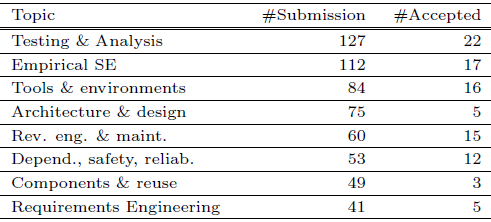 Topic #Submission #Accepted
Testing & Analysis 127 22
Empirical SE 112 17
Tools & environments 84 16
Architecture & design 75 5
Rev. eng. & maint. 60 15
Depend., safety, reliab. 53 12
Components & reuse 49 3
Requirements Engineering 41 5